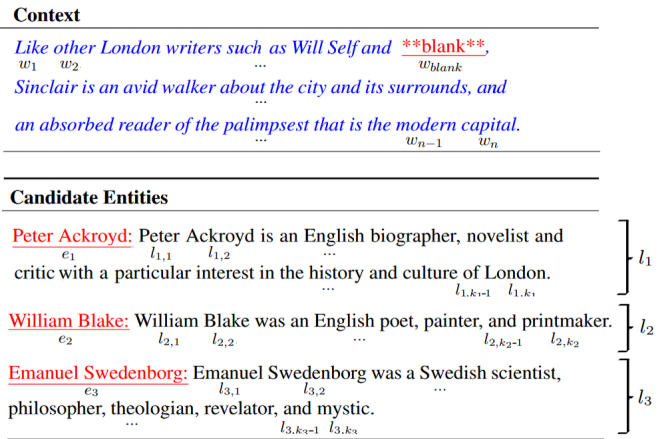 Context
Like other London writers such as Will Self and **blank**,
w1 w2 ... wblank
Sinclair is an avid walker about the city and its surrounds, and
...
an absorbed reader of the palimpsest that is the modern capital.
... wn−1 wn
Candidate Entities
Peter Ackroyd: Peter Ackroyd is an English biographer, novelist and
e1 l1,1 l1,2 ...
critic with a particular interest in the history and culture of London.
... l1,k1-1 l1,k1
l1
William Blake: William Blake was an English poet, painter, and printmaker.
e2 l2,1 l2,2 ... l2,k2-1 l2,k2
l2
Emanuel Swedenborg: Emanuel Swedenborg was a Swedish scientist,
e3 l3,1 l3,2 ...
philosopher, theologian, revelator, and mystic.
... l3,k3-1 l3,k3
l3